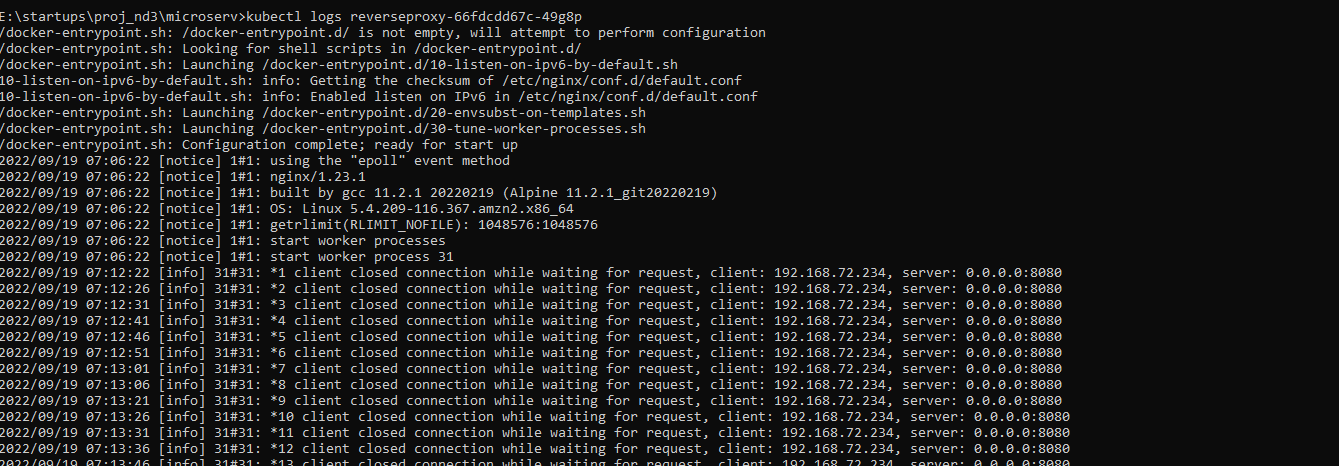 E:\startups\proj_nd3\microserv>kubectl logs reverseproxy-66fdcdd67c-49g8p
/docker-entrypoint.sh: /docker-entrypoint.d/ is not empty, will attempt to perform configuration
/docker-entrypoint.sh: Looking for shell scripts in /docker-entrypoint.d/
/docker-entrypoint.sh: Launching /docker-entrypoint.d/10-listen-on-ipv6-by-default.sh
10-listen-on-ipv6-by-default.sh: info: Getting the checksum of /etc/nginx/conf.d/default.conf
10-listen-on-ipv6-by-default.sh: info: Enabled listen on IPv6 in /etc/nginx/conf.d/default.conf
/docker-entrypoint.sh: Launching /docker-entrypoint.d/20-envsubst-on-templates.sh
/docker-entrypoint.sh: Launching /docker-entrypoint.d/30-tune-worker-processes.sh
/docker-entrypoint.sh: Configuration complete; ready for start up
2022/09/19 07:06:22 [notice] 1#1: using the "epoll" event method
2022/09/19 07:06:22 [notice] 1#1: nginx/1.23.1
2022/09/19 07:06:22 [notice] 1#1: built by gcc 11.2.1 20220219 (Alpine 11.2.1_git20220219)
2022/09/19 07:06:22 [notice] 1#1: OS: Linux 5.4.209-116.367.amzn2.x86_64
2022/09/19 07:06:22 [notice] 1#1: getrlimit(RLIMIT_NOFILE): 1048576:1048576
2022/09/19 07:06:22 [notice] 1#1: start worker processes
2022/09/19 07:06:22 [notice] 1#1: start worker process 31
2022/09/19 07:12:22 [info] 31#31: *1 client closed connection while waiting for request, client: 192.168.72.234, server: 0.0.0.0:8080
2022/09/19 07:12:26 [info] 31#31: *2 client closed connection while waiting for request, client: 192.168.72.234, server: 0.0.0.0:8080
2022/09/19 07:12:31 [info] 31#31: *3 client closed connection while waiting for request, client: 192.168.72.234, server: 0.0.0.0:8080
2022/09/19 07:12:41 [info] 31#31: *4 client closed connection while waiting for request, client: 192.168.72.234, server: 0.0.0.0:8080
2022/09/19 07:12:46 [info] 31#31: *5 client closed connection while waiting for request, client: 192.168.72.234, server: 0.0.0.0:8080
2022/09/19 07:12:51 [info] 31#31: *6 client closed connection while waiting for request, client: 192.168.72.234, server: 0.0.0.0:8080
2022/09/19 07:13:01 [info] 31#31: *7 client closed connection while waiting for request, client: 192.168.72.234, server: 0.0.0.0:8080
2022/09/19 07:13:06 [info] 31#31: *8 client closed connection while waiting for request, client: 192.168.72.234, server: 0.0.0.0:8080
2022/09/19 07:13:21 [info] 31#31: *9 client closed connection while waiting for request, client: 192.168.72.234, server: 0.0.0.0:8080
2022/09/19 07:13:26 [info] 31#31: *10 client closed connection while waiting for request, client: 192.168.72.234, server: 0.0.0.0:8080
2022/09/19 07:13:31 [info] 31#31: *11 client closed connection while waiting for request, client: 192.168.72.234, server: 0.0.0.0:8080
2022/09/19 07:13:36 [info] 31#31: *12 client closed connection while waiting for request, client: 192.168.72.234, server: 0.0.0.0:8080
2022/09/19 07:13:46 [info] 31#31: *13 client closed connection while waiting for request, client: 192.168.72.234, server: 0.0.0.0:8080